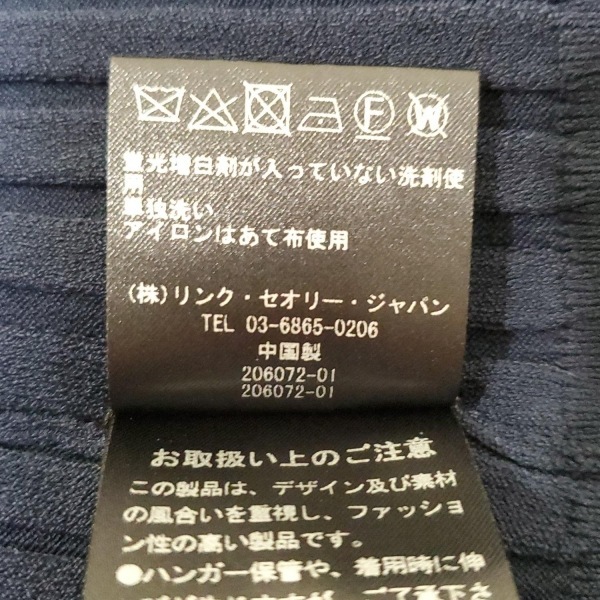 F W
蛍光増白剤が入っていない洗剤使
用
単独洗い
アイロンはあて布使用
(株)リンク・セオリー・ジャパン
TEL 03-6865-0206
中国製
206072-01
206072-01
お取扱い上のご注意
この製品は、デザイン及び素材
の風合いを重視し、ファッショ
ン性の高い製品です。
●ハンガー保管や、着用時に伸